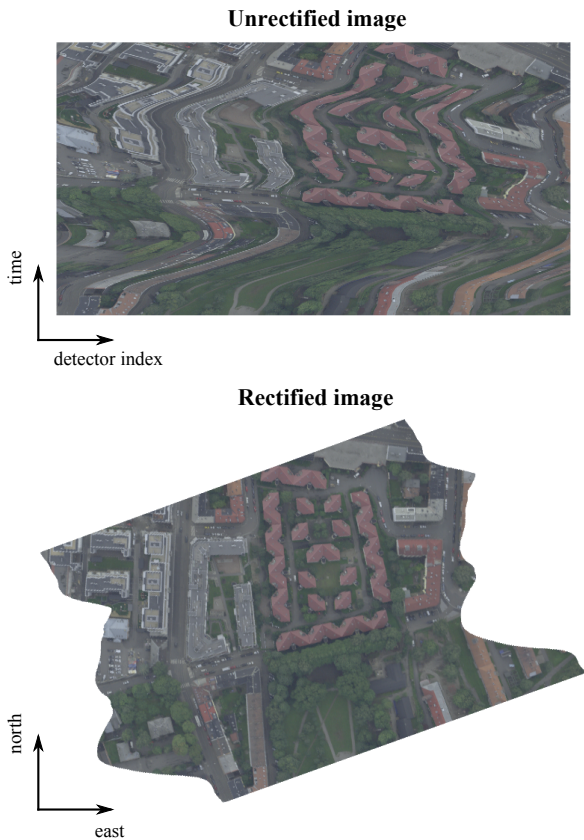 Unrectified image
time
detector index
Rectified image
north
east